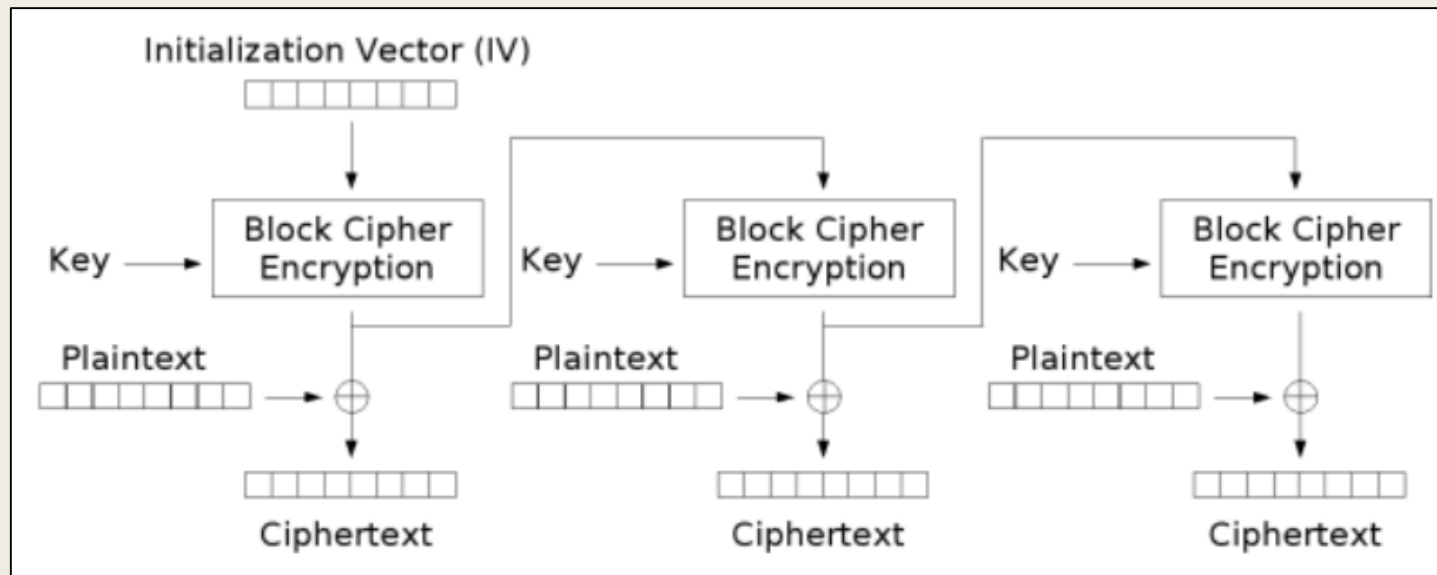 Initialization Vector (IV)
Block Cipher
Encryption
Block Cipher
Encryption
Block Cipher
Encryption
Key
Key
Key
Plaintext
Plaintext
Plaintext
Ciphertext
Ciphertext
Ciphertext